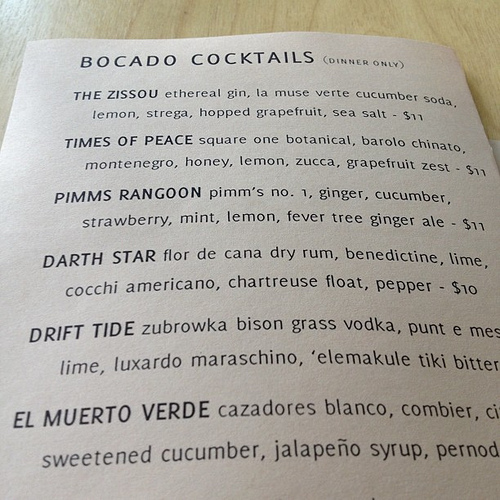 BOCADO COCKTAILS (DINNER ONLY)
THE ZISSOU ethereal gin, la muse verte cucumber soda,
lemon, strega, hopped grapefruit, sea salt - $11
TIMES OF PEACE square one botanical, barolo chinato,
montenegro, honey, lemon, zucca, grapefruit zest - $11
PIMMS RANGOON pimm's no. 1, ginger, cucumber,
strawberry, mint, lemon, fever tree ginger ale - $11
DARTH STAR flor de cana dry rum, benedictine, lime,
cocchi americano, chartreuse float, pepper - $10
DRIFT TIDE zubrowka bison grass vodka, punt e mes
lime, luxardo maraschino, 'elemakule tiki bitter
EL MUERTO VERDE cazadores blanco, combier, ci
sweetened cucumber, jalapeño syrup, pernod